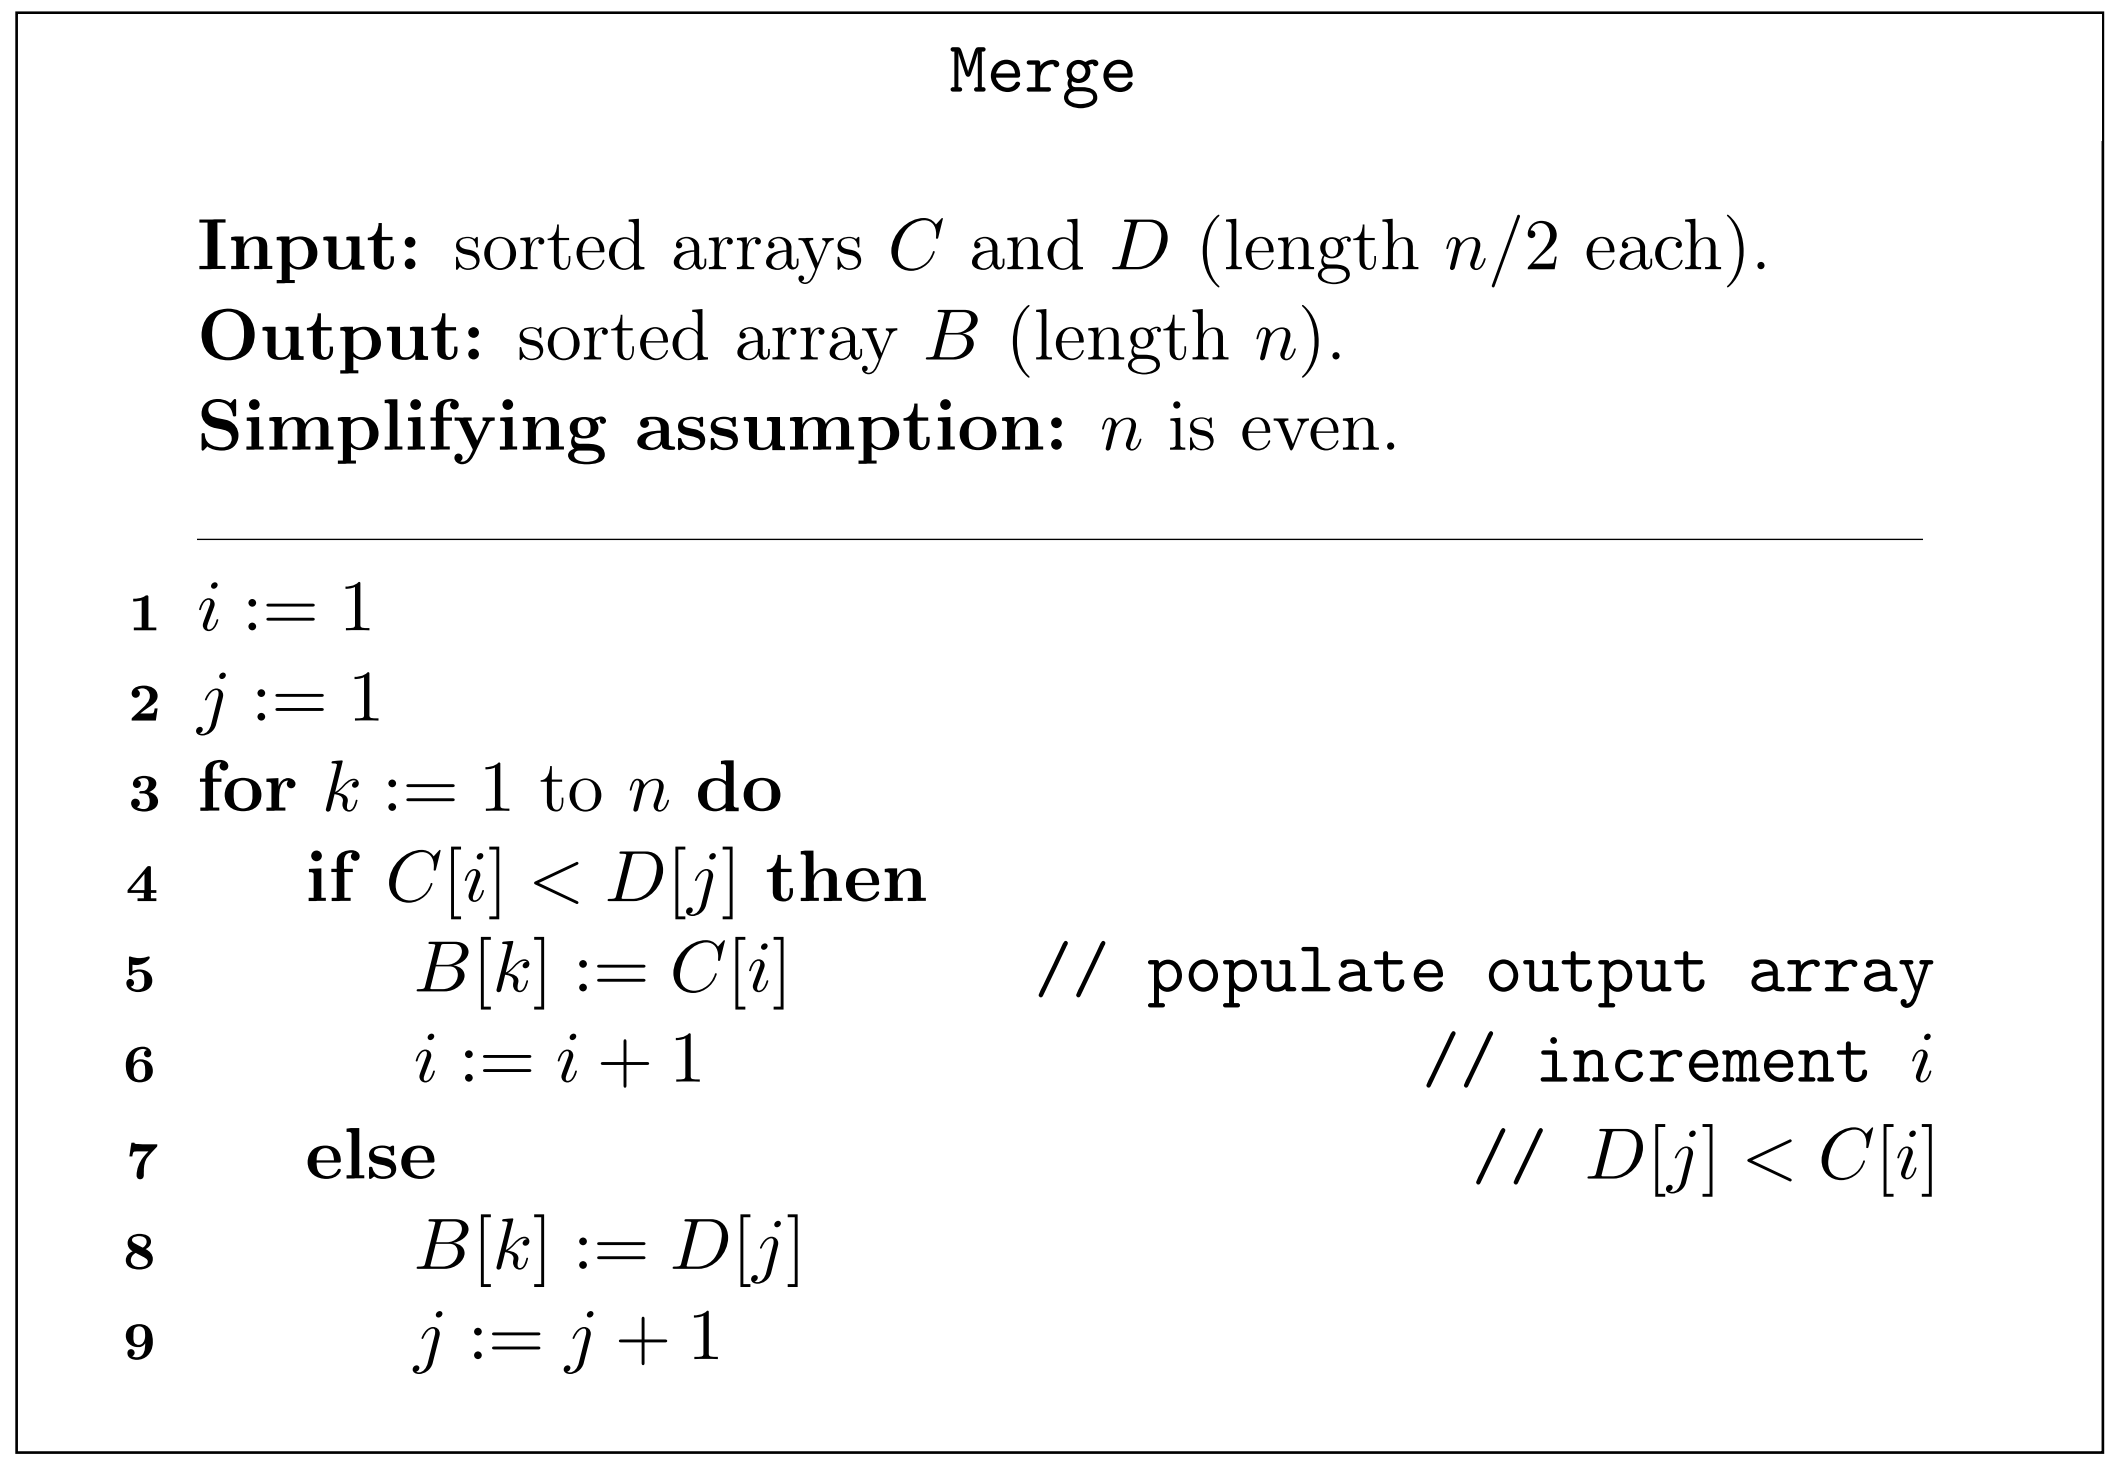 Merge
Input: sorted arrays C and D (length n/2 each).
Output: sorted array B (length n).
Simplifying assumption: n is even.
1 i := 1
2 j := 1
3 for k := 1 to n do
4 if C[i] < D[j] then
5 B[k] := C[i] // populate output array
6 i := i + 1 // increment i
7 else // D[j] < C[i]
8 B[k] := D[j]
9 j := j + 1